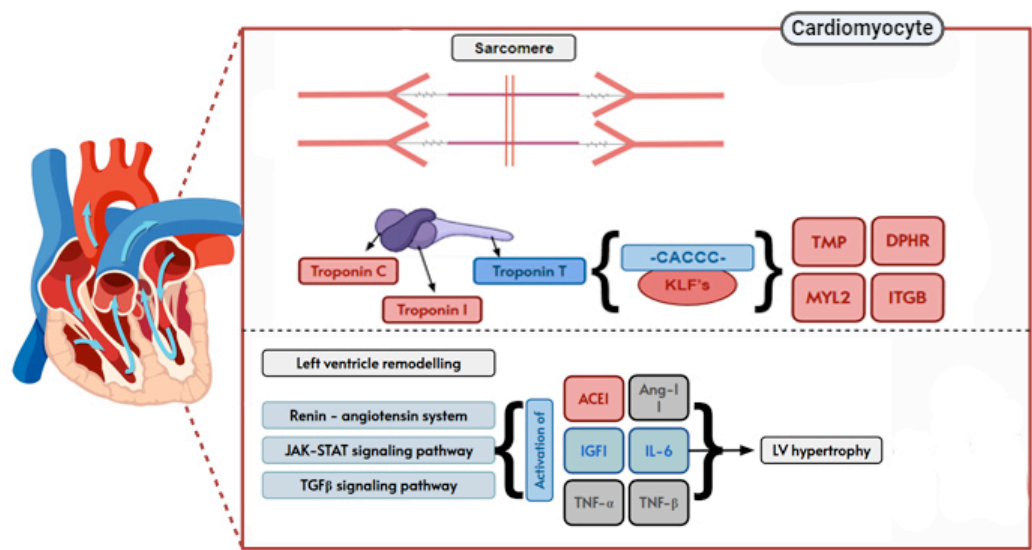 Cardiomyocyte
Sarcomere
Troponin C
Troponin I
Troponin T
-CACCC-
KLF's
TMP
DPHR
MYL2
ITGB
Left ventricle remodelling
Renin - angiotensin system
JAK-STAT signaling pathway
TGFβ signaling pathway
Activation of
ACEI
Ang-I
I
IGFI
IL-6
TNF-α
TNF-β
LV hypertrophy